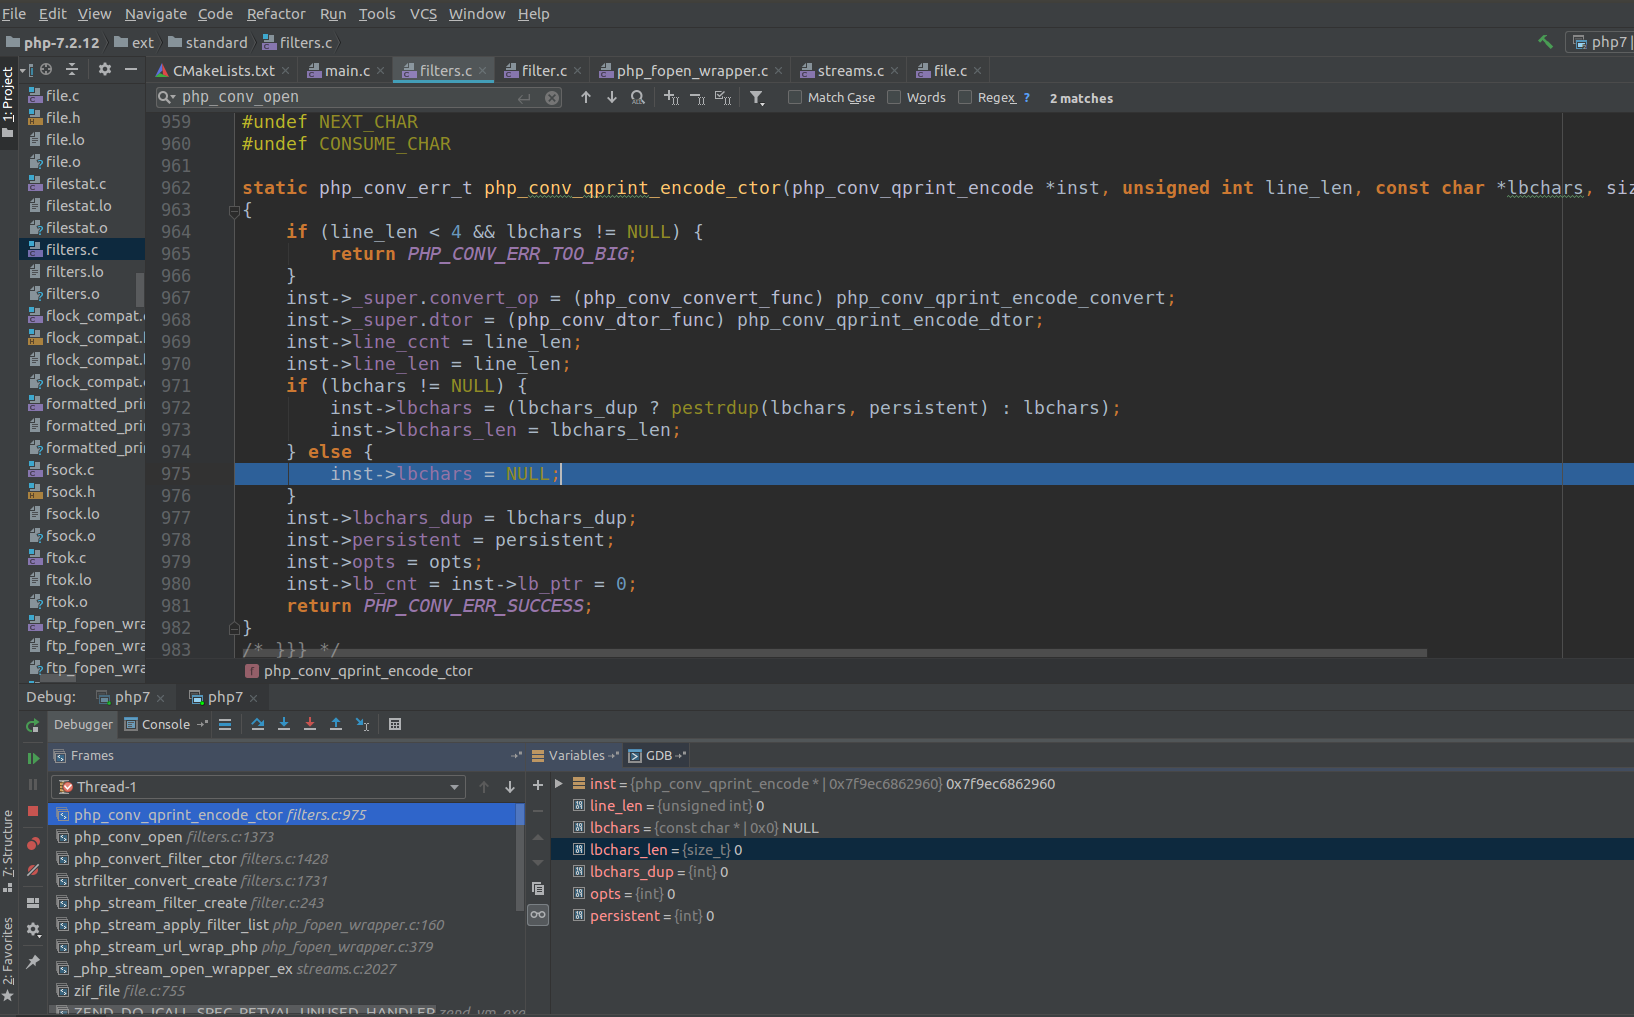 File Edit View Navigate Code Refactor Run Tools VCS Window Help
php-7.2.12 ext standard filters.c php7
CMakeLists.txt main.c filters.c filter.c php_fopen_wrapper.c streams.c file.c
php_conv_open Match Case Words Regex ? 2 matches
1: Project
7: Structure
2: Favorites
file.c
file.h
file.lo
file.o
filestat.c
filestat.lo
filestat.o
filters.c
filters.lo
filters.o
flock_compat.
flock_compat.
flock_compat.
flock_compat.
formatted_pri
formatted_pri
formatted_pri
fsock.c
fsock.h
fsock.lo
fsock.o
ftok.c
ftok.lo
ftok.o
ftp_fopen_wra
ftp_fopen_wra
ftp_fopen_wra
959 #undef NEXT_CHAR
960 #undef CONSUME_CHAR
961
962 static php_conv_err_t php_conv_qprint_encode_ctor(php_conv_qprint_encode *inst, unsigned int line_len, const char *lbchars, siz
963 {
964 if (line_len < 4 && lbchars != NULL) {
965 return PHP_CONV_ERR_TOO_BIG;
966 }
967 inst->_super.convert_op = (php_conv_convert_func) php_conv_qprint_encode_convert;
968 inst->_super.dtor = (php_conv_dtor_func) php_conv_qprint_encode_dtor;
969 inst->line_ccnt = line_len;
970 inst->line_len = line_len;
971 if (lbchars != NULL) {
972 inst->lbchars = (lbchars_dup ? pestrdup(lbchars, persistent) : lbchars);
973 inst->lbchars_len = lbchars_len;
974 } else {
975 inst->lbchars = NULL;
976 }
977 inst->lbchars_dup = lbchars_dup;
978 inst->persistent = persistent;
979 inst->opts = opts;
980 inst->lb_cnt = inst->lb_ptr = 0;
981 return PHP_CONV_ERR_SUCCESS;
982 }
983 /* }}} */
f php_conv_qprint_encode_ctor
Debug: php7 php7
Debugger Console
Frames
Thread-1
php_conv_qprint_encode_ctor filters.c:975
php_conv_open filters.c:1373
php_convert_filter_ctor filters.c:1428
strfilter_convert_create filters.c:1731
php_stream_filter_create filter.c:243
php_stream_apply_filter_list php_fopen_wrapper.c:160
php_stream_url_wrap_php php_fopen_wrapper.c:379
_php_stream_open_wrapper_ex streams.c:2027
zif_file file.c:755
ZEND_DO_ICALL_SPEC_RETVAL_UNUSED_HANDLER zend_vm_exe
Variables GDB
inst = {php_conv_qprint_encode * | 0x7f9ec6862960} 0x7f9ec6862960
line_len = {unsigned int} 0
lbchars = {const char * | 0x0} NULL
lbchars_len = {size_t} 0
lbchars_dup = {int} 0
opts = {int} 0
persistent = {int} 0